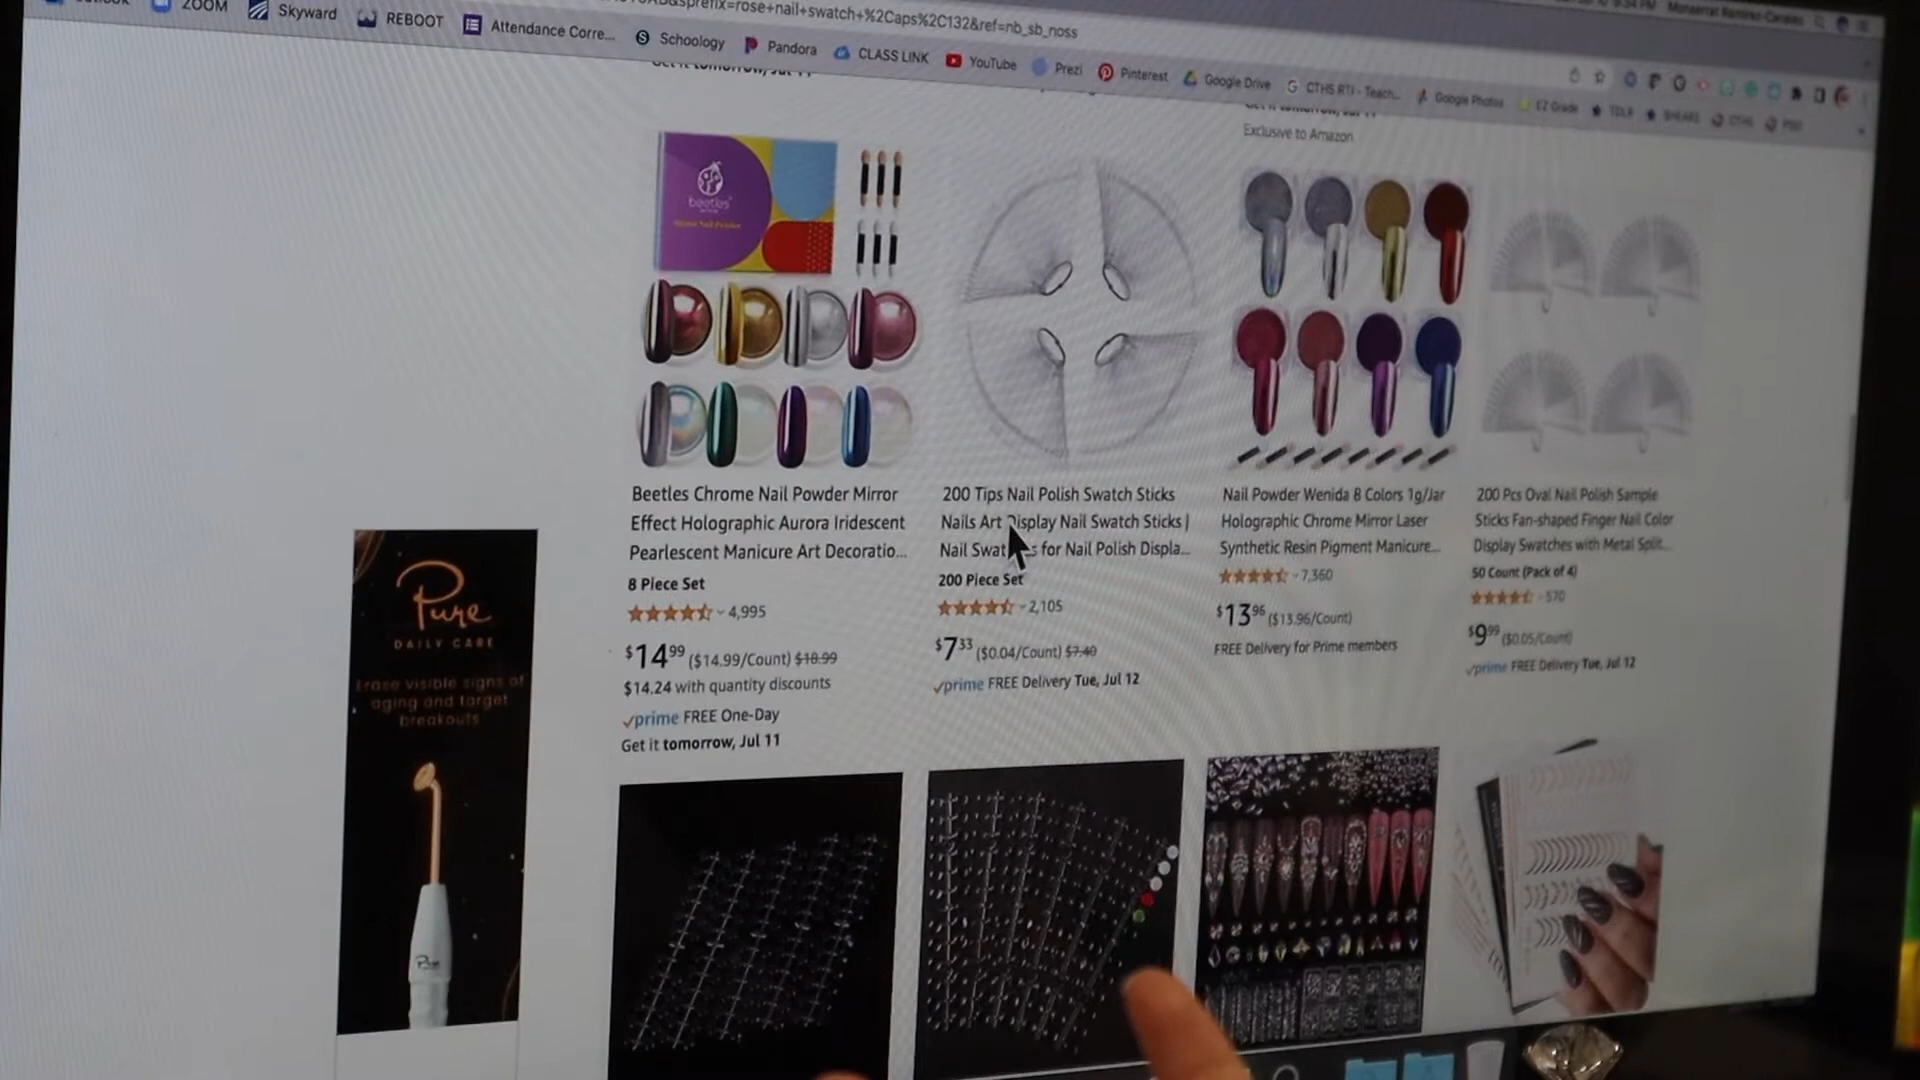 sprefix=rose+nail+swatch+%2Caps%2C132&ref=nb_sb_noss
ZOOM
Skyward
REBOOT
Attendance Corre...
Schoology
Pandora
CLASS LINK
YouTube
Prezi
Pinterest
Google Drive
CTHS RTI - Teach...
Google Photos
EZ Grade
TDLR
Exclusive to Amazon
beetles
Beetles Chrome Nail Powder Mirror
Effect Holographic Aurora Iridescent
Pearlescent Manicure Art Decoratio...
8 Piece Set
4,995
$14.99 ($14.99/Count) $18.99
$14.24 with quantity discounts
prime FREE One-Day
Get it tomorrow, Jul 11
200 Tips Nail Polish Swatch Sticks
Nails Art Display Nail Swatch Sticks |
Nail Swat s for Nail Polish Displa...
200 Piece Set
2,105
$7.33 ($0.04/Count) $7.40
prime FREE Delivery Tue, Jul 12
Nail Powder Wenida 8 Colors 1g/Jar
Holographic Chrome Mirror Laser
Synthetic Resin Pigment Manicure...
7,360
$13.96 ($13.96/Count)
FREE Delivery for Prime members
200 Pcs Oval Nail Polish Sample
Sticks Fan-shaped Finger Nail Color
Display Swatches with Metal Split...
50 Count (Pack of 4)
570
$9.99 ($0.05/Count)
prime FREE Delivery Tue, Jul 12
Pure
DAILY CARE
Erase visible signs of
aging and target
breakouts
Pure